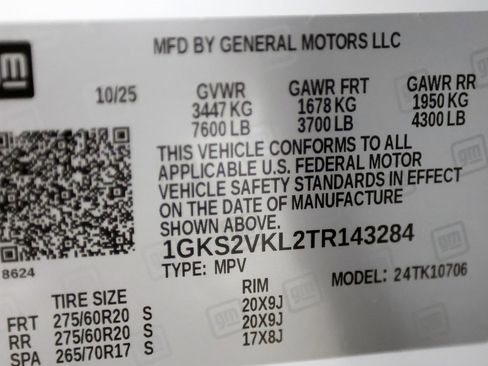 gm
MFD BY GENERAL MOTORS LLC
10/25 GVWR GAWR FRT GAWR RR
3447 KG 1678 KG 1950 KG
7600 LB 3700 LB 4300 LB
THIS VEHICLE CONFORMS TO ALL
APPLICABLE U.S. FEDERAL MOTOR
VEHICLE SAFETY STANDARDS IN EFFECT
ON THE DATE OF MANUFACTURE
SHOWN ABOVE.
1GKS2VKL2TR143284
8624 TYPE: MPV MODEL: 24TK10706
TIRE SIZE RIM
FRT 275/60R20 S 20X9J
RR 275/60R20 S 20X9J
SPA 265/70R17 S 17X8J